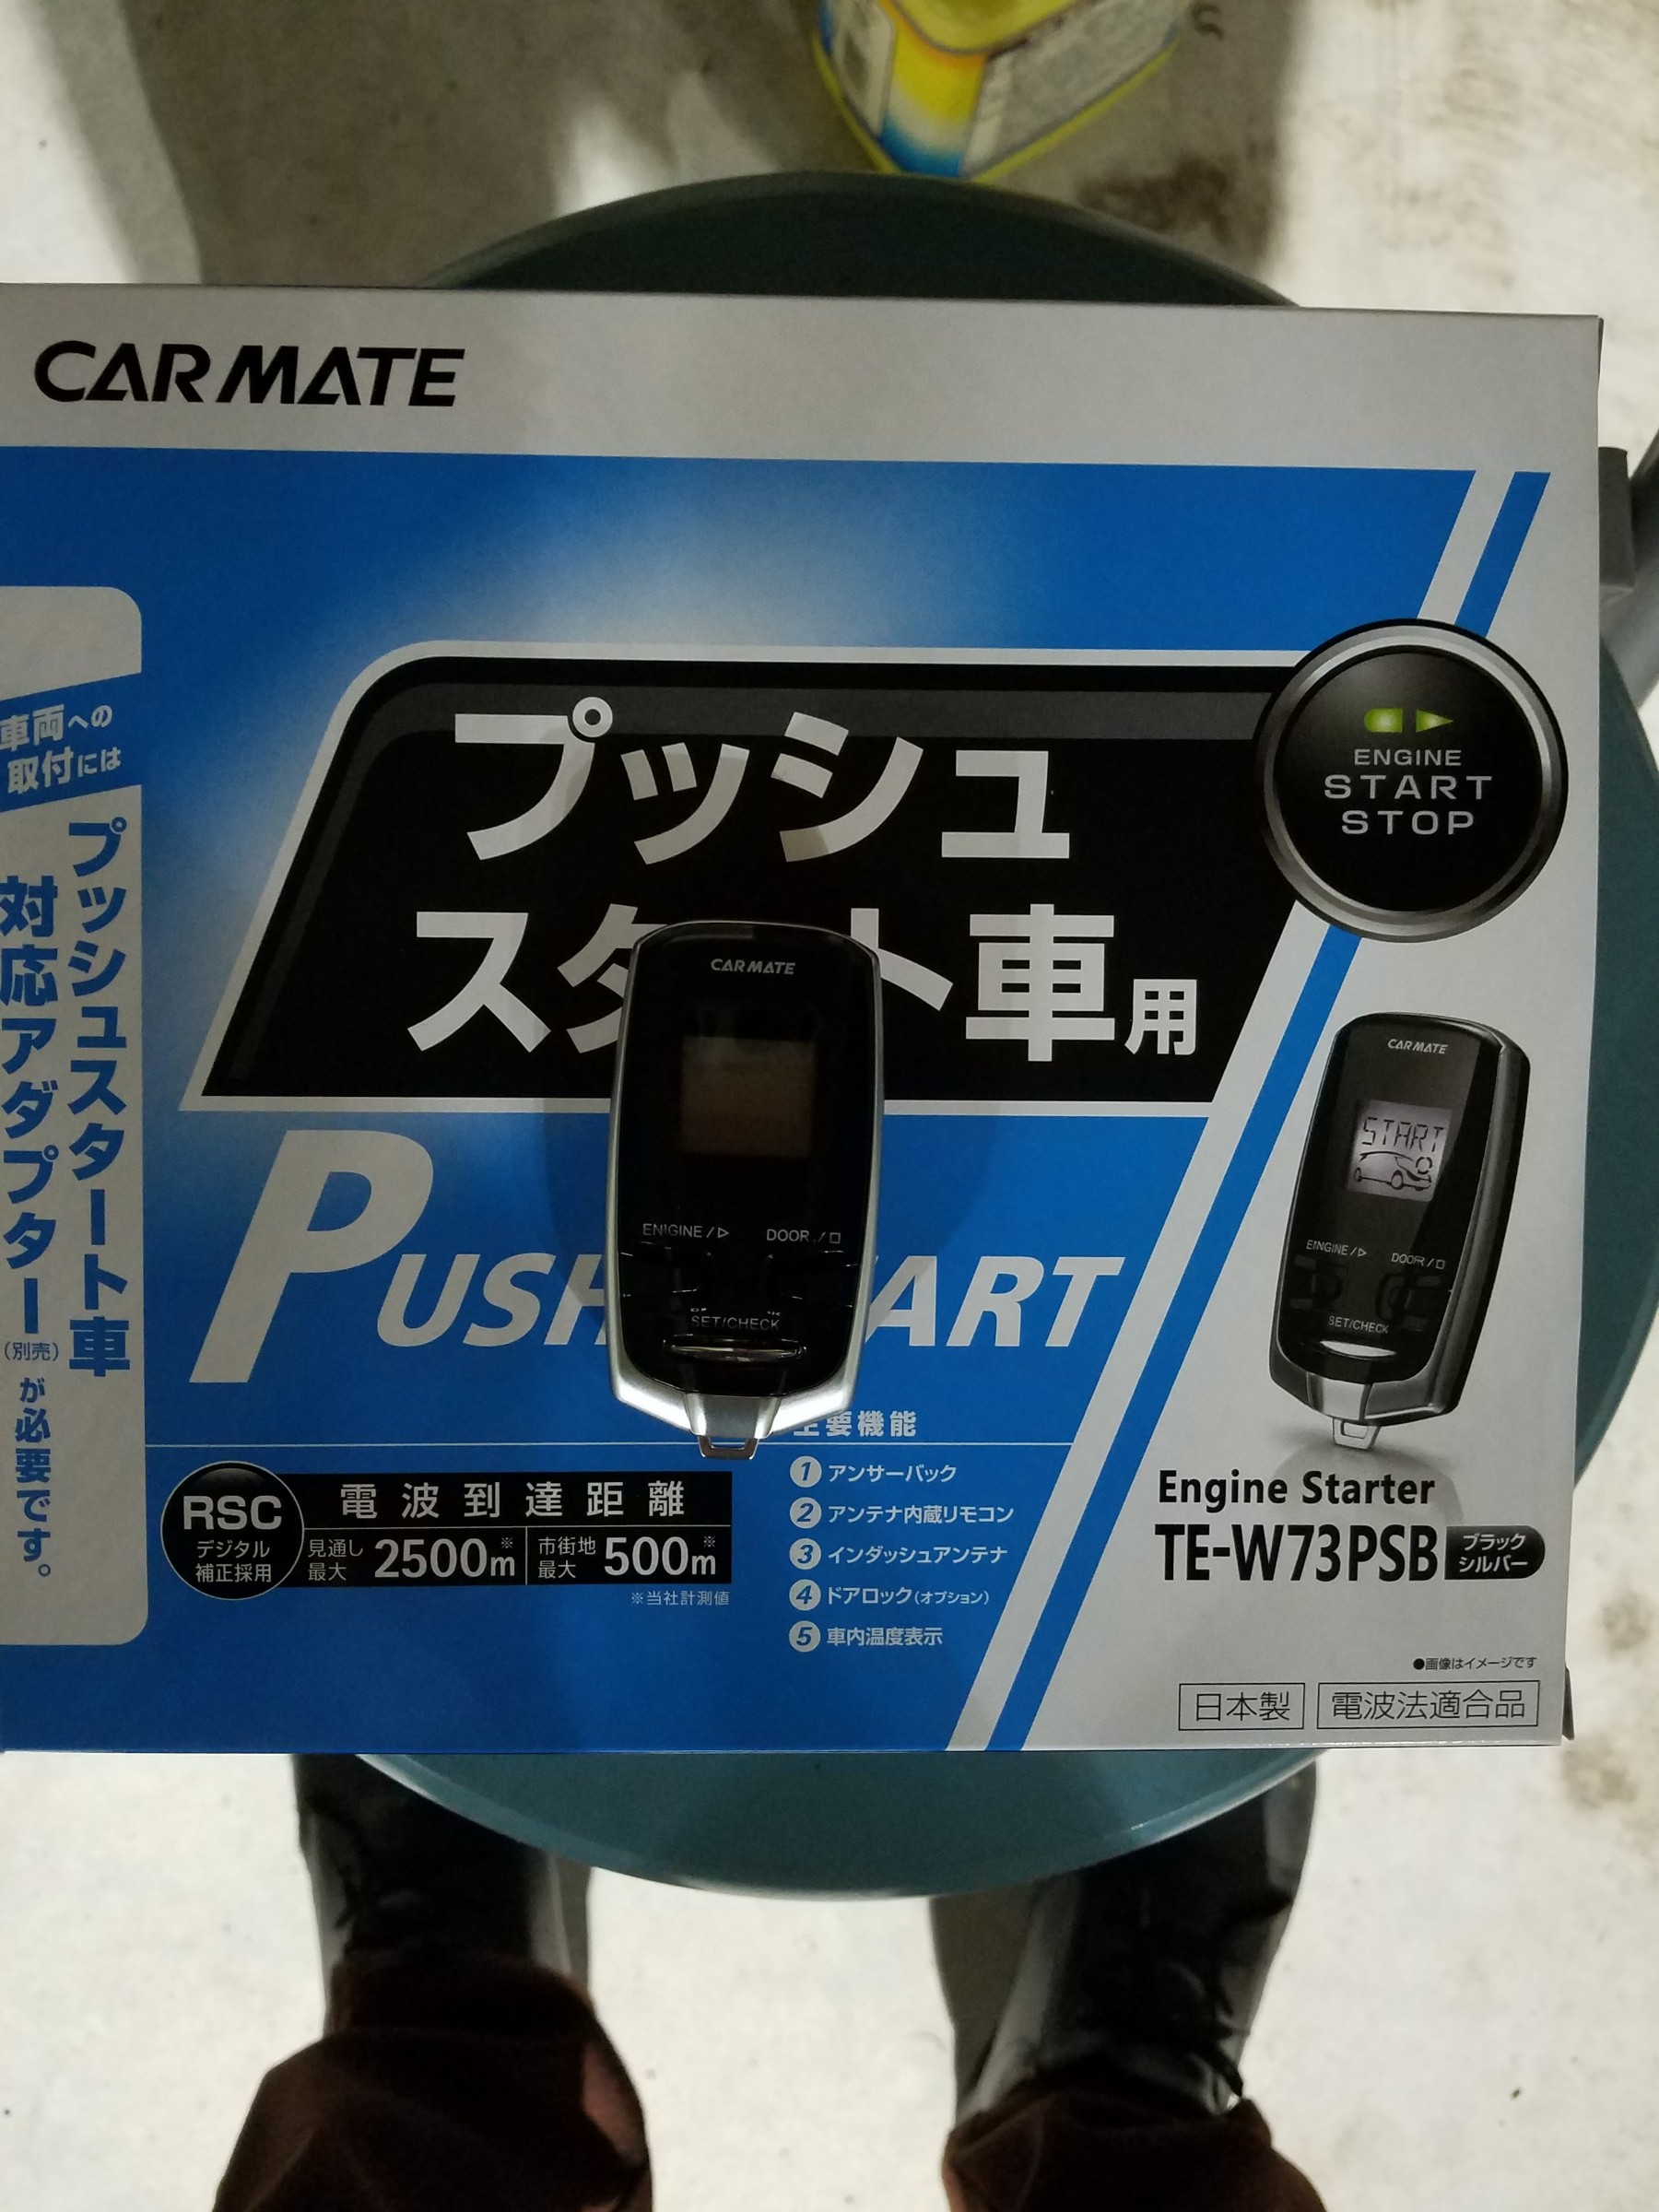 CARMATE
車両への
取付には
プッシュスタート車
対応アダプター(別売)が必要です。
プッシュ
スタ ト車用
ENGINE
START
STOP
PUSH ART
CARMATE
ENGINE/▷ DOOR/□
SET/CHECK
CARMATE
START
ENGINE/▷ DOOR/□
SET/CHECK
RSC
デジタル
補正採用
電波到達距離
見通し最大 2500m※ 市街地最大 500m※
※当社計測値
主要機能
① アンサーバック
② アンテナ内蔵リモコン
③ インダッシュアンテナ
④ ドアロック(オプション)
⑤ 車内温度表示
Engine Starter
TE-W73PSB ブラックシルバー
●画像はイメージです
日本製 電波法適合品